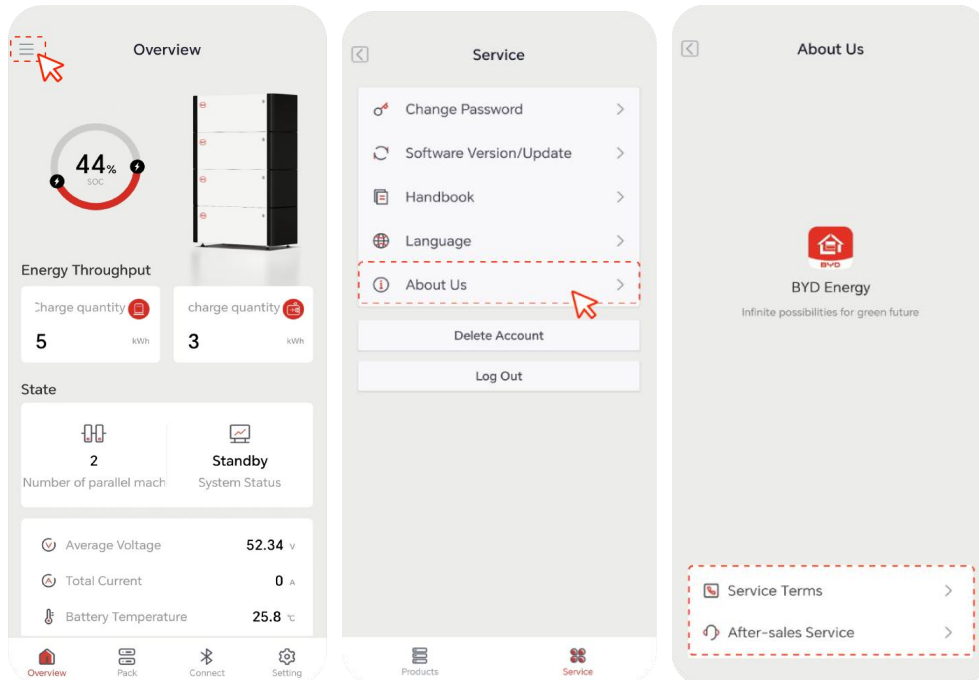 Overview
44%
SOC
Energy Throughput
Charge quantity
5 kWh
charge quantity
3 kWh
State
2
Number of parallel mach
Standby
System Status
Average Voltage 52.34 V
Total Current 0 A
Battery Temperature 25.8 ℃
Overview Pack Connect Setting
Service
Change Password
Software Version/Update
Handbook
Language
About Us
Delete Account
Log Out
Products Service
About Us
BYD
BYD Energy
Infinite possibilities for green future
Service Terms
After-sales Service